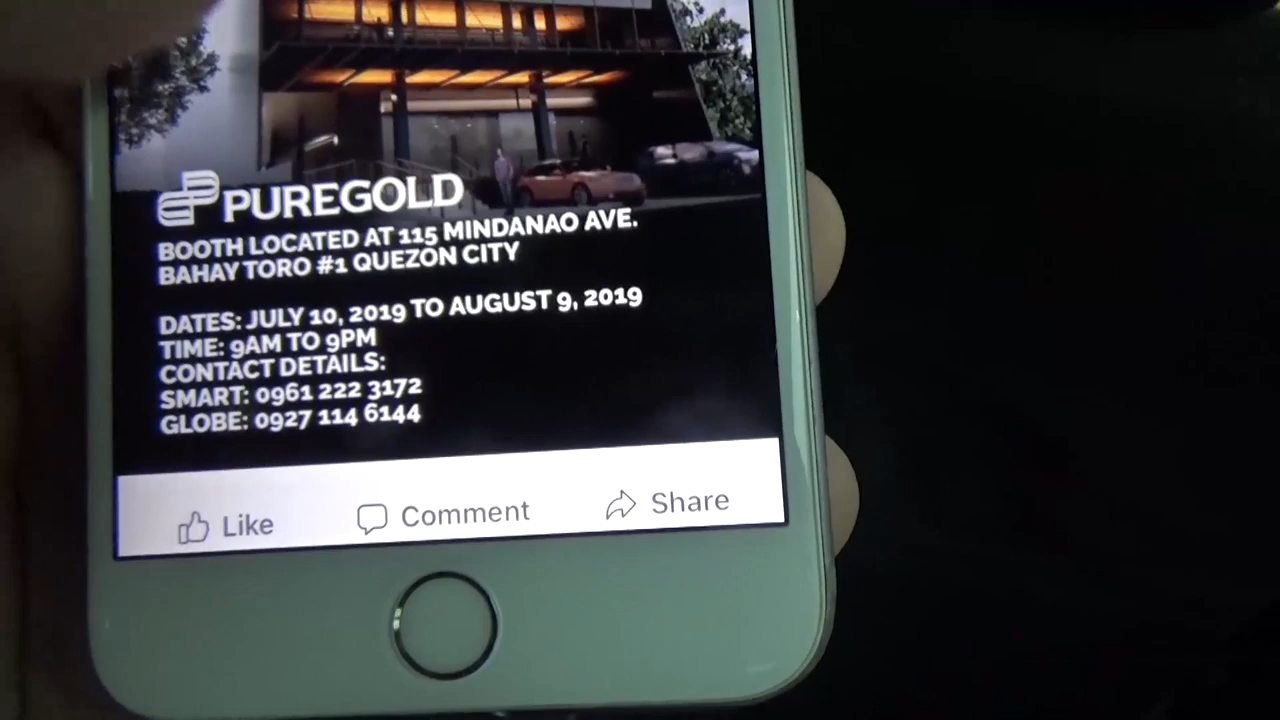 PUREGOLD
BOOTH LOCATED AT 115 MINDANAO AVE.
BAHAY TORO #1 QUEZON CITY
DATES: JULY 10, 2019 TO AUGUST 9, 2019
TIME: 9AM TO 9PM
CONTACT DETAILS:
SMART: 0961 222 3172
GLOBE: 0927 114 6144
Like Comment Share